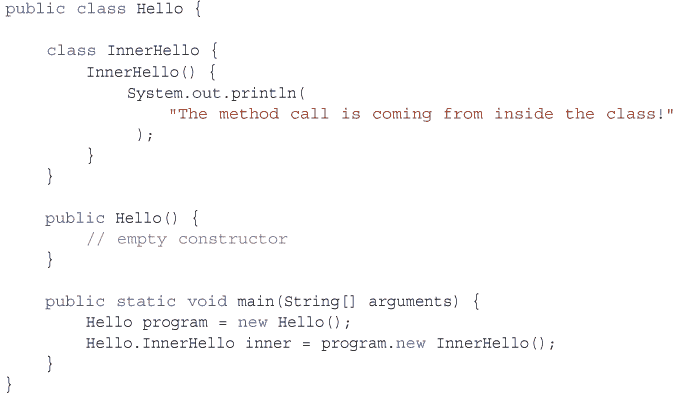 public class Hello {
    class InnerHello {
        InnerHello() {
            System.out.println(
                "The method call is coming from inside the class!"
             );
        }
    }
    public Hello() {
        // empty constructor
    }
    public static void main(String[] arguments) {
        Hello program = new Hello();
        Hello.InnerHello inner = program.new InnerHello();
    }
}